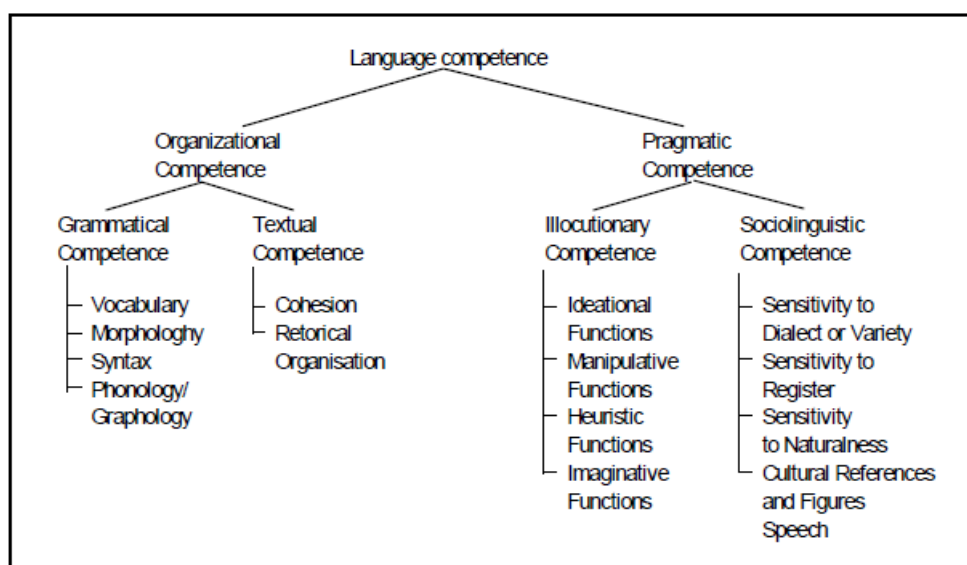 Language competence
Organizational
Competence
Pragmatic
Competence
Grammatical
Competence
Textual
Competence
Illocutionary
Competence
Sociolinguistic
Competence
Vocabulary
Morphologhy
Syntax
Phonology/
Graphology
Cohesion
Retorical
Organisation
Ideational
Functions
Manipulative
Functions
Heuristic
Functions
Imaginative
Functions
Sensitivity to
Dialect or Variety
Sensitivity to
Register
Sensitivity
to Naturalness
Cultural References
and Figures
Speech